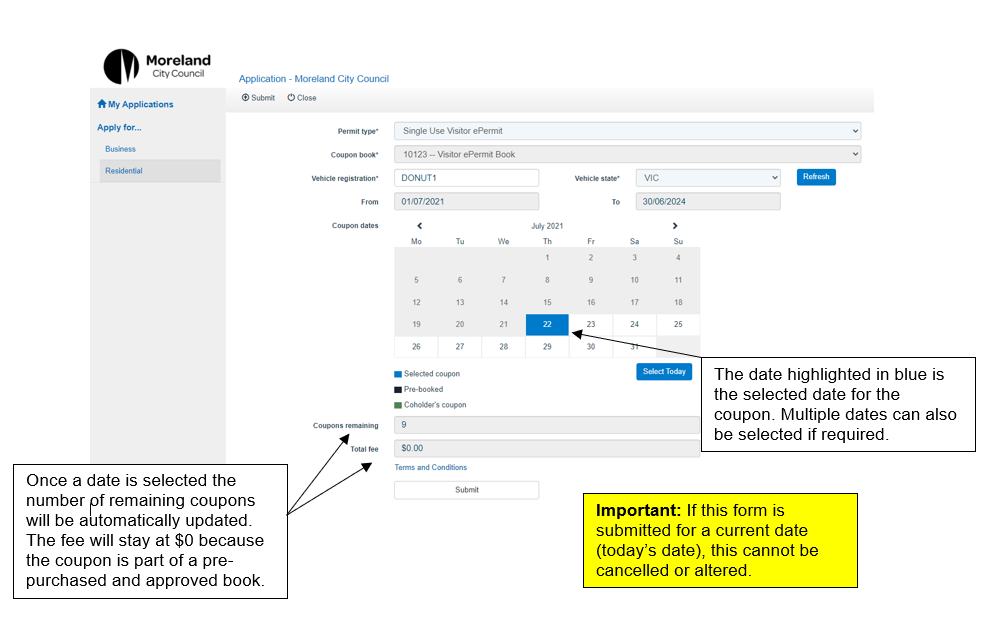 Moreland
City Council
Application - Moreland City Council
My Applications
Submit Close
Apply for...
Business
Residential
Permit type* Single Use Visitor ePermit
Coupon book* 10123 -- Visitor ePermit Book
Vehicle registration* DONUT1 Vehicle state* VIC Refresh
From 01/07/2021 To 30/06/2024
Coupon dates July 2021
Mo Tu We Th Fr Sa Su
1 2 3 4
5 6 7 8 9 10 11
12 13 14 15 16 17 18
19 20 21 22 23 24 25
26 27 28 29 30 31
Selected coupon Select Today
Pre-booked
Coholder's coupon
Coupons remaining 9
Total fee $0.00
Terms and Conditions
Submit
The date highlighted in blue is
the selected date for the
coupon. Multiple dates can also
be selected if required.
Once a date is selected the
number of remaining coupons
will be automatically updated.
The fee will stay at $0 because
the coupon is part of a pre-
purchased and approved book.
Important: If this form is
submitted for a current date
(today's date), this cannot be
cancelled or altered.